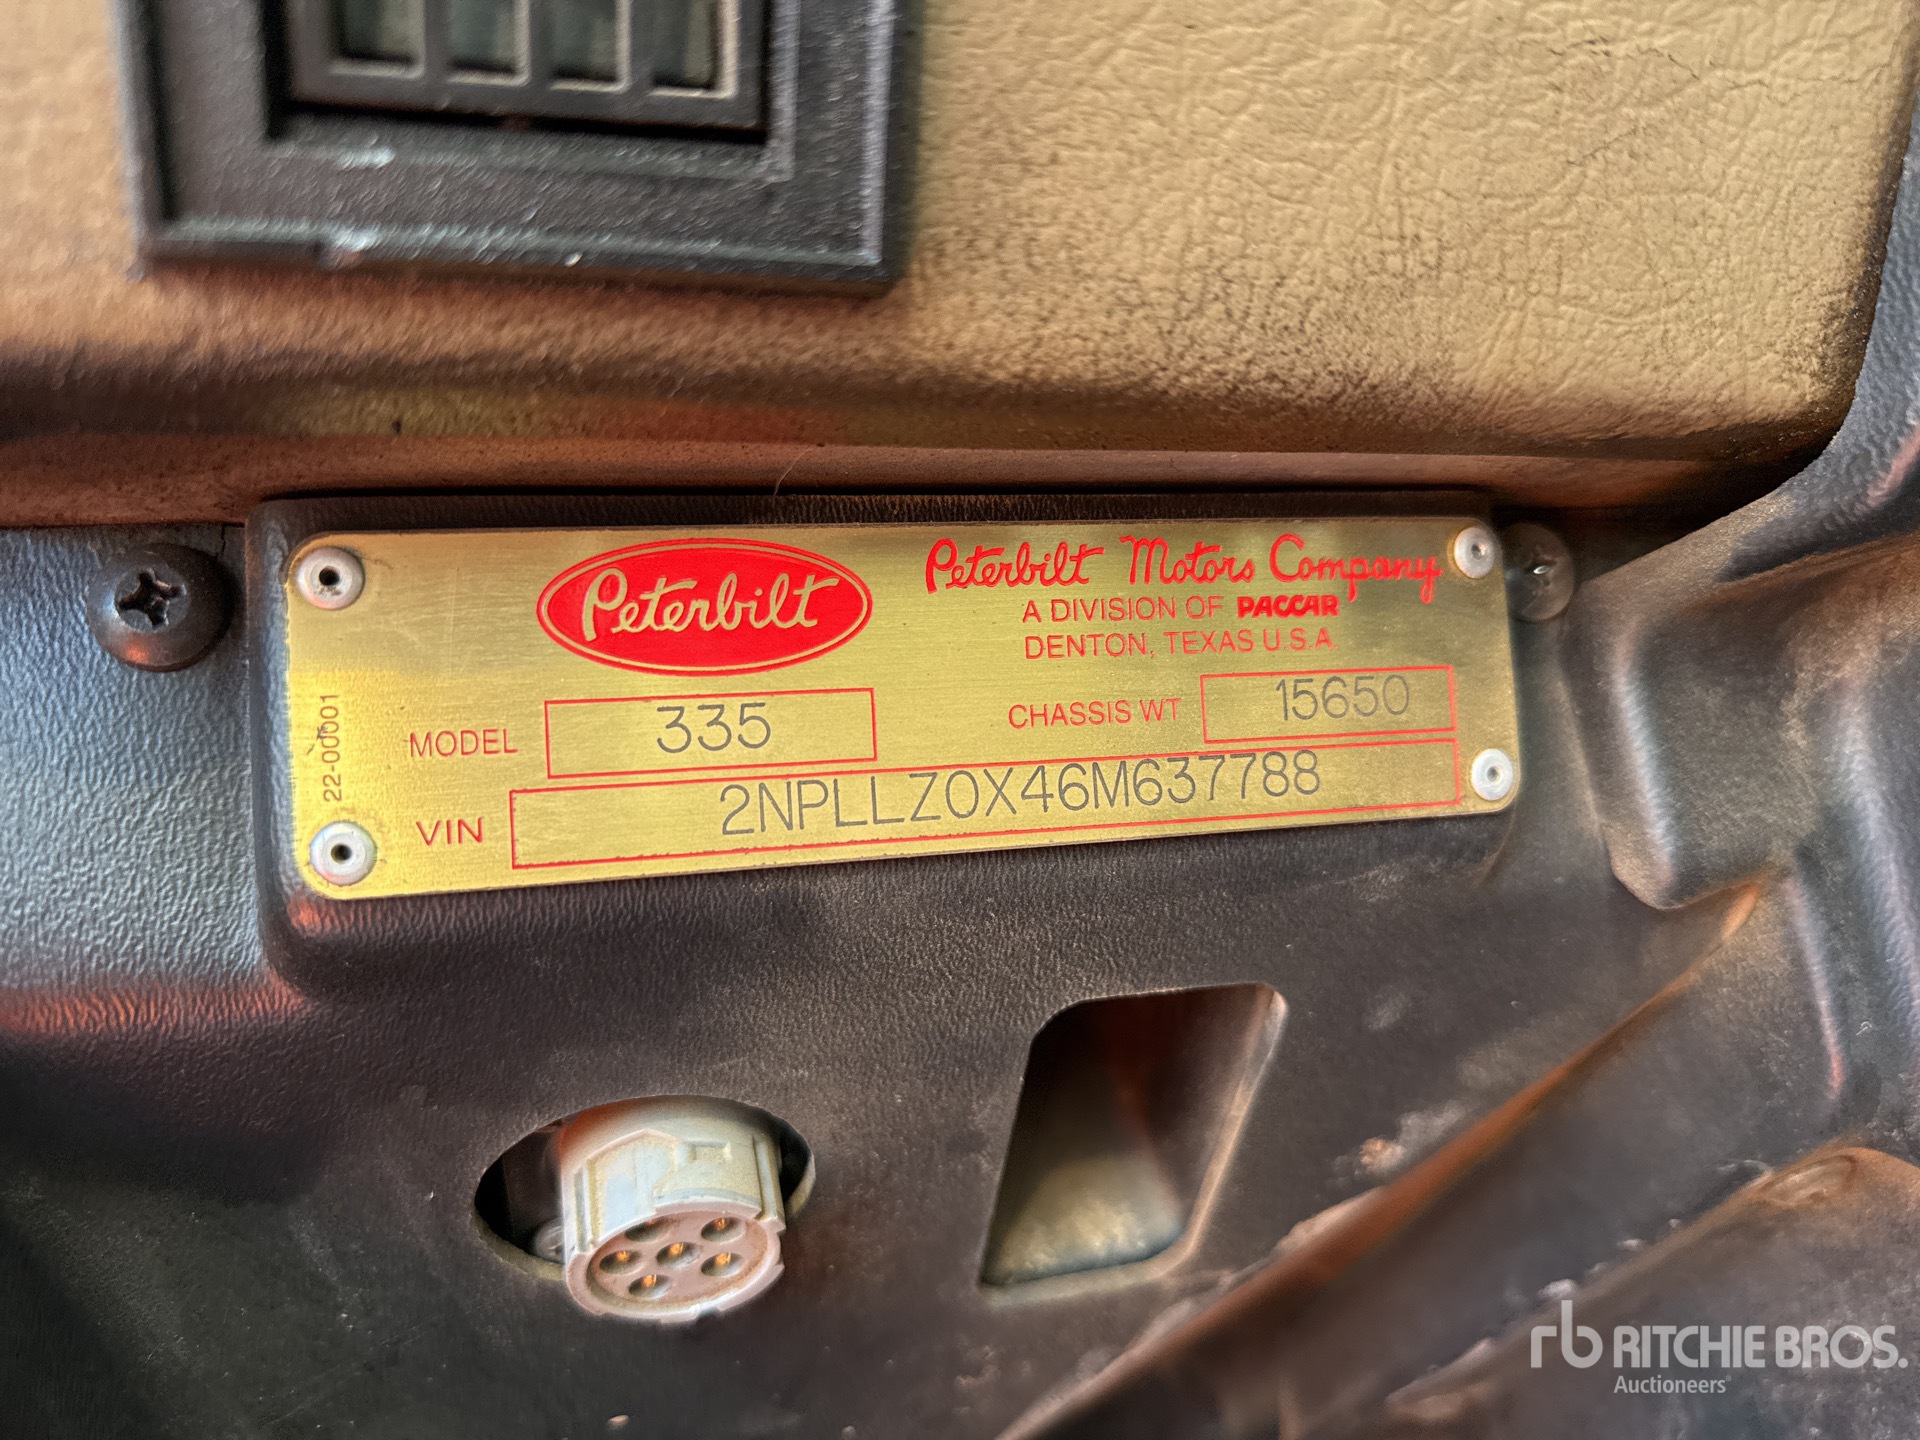 Peterbilt
Peterbilt Motors Company
A DIVISION OF PACCAR
DENTON, TEXAS U.S.A.
22-00001
MODEL 335
CHASSIS WT 15650
VIN 2NPLLZ0X46M637788
rb RITCHIE BROS.
Auctioneers